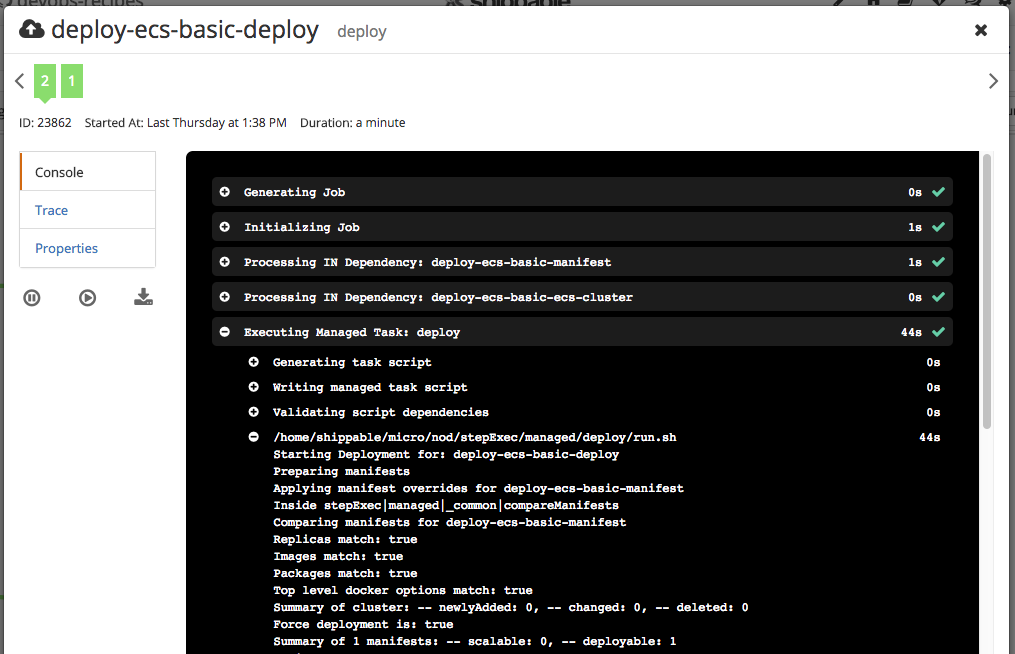 devops-recipes
shippable
deploy-ecs-basic-deploy deploy
2 1
ID: 23862 Started At: Last Thursday at 1:38 PM Duration: a minute
Console
Trace
Properties
Generating Job 0s
Initializing Job 1s
Processing IN Dependency: deploy-ecs-basic-manifest 1s
Processing IN Dependency: deploy-ecs-basic-ecs-cluster 0s
Executing Managed Task: deploy 44s
Generating task script 0s
Writing managed task script 0s
Validating script dependencies 0s
/home/shippable/micro/nod/stepExec/managed/deploy/run.sh 44s
Starting Deployment for: deploy-ecs-basic-deploy
Preparing manifests
Applying manifest overrides for deploy-ecs-basic-manifest
Inside stepExec|managed|_common|compareManifests
Comparing manifests for deploy-ecs-basic-manifest
Replicas match: true
Images match: true
Packages match: true
Top level docker options match: true
Summary of cluster: -- newlyAdded: 0, -- changed: 0, -- deleted: 0
Force deployment is: true
Summary of 1 manifests: -- scalable: 0, -- deployable: 1